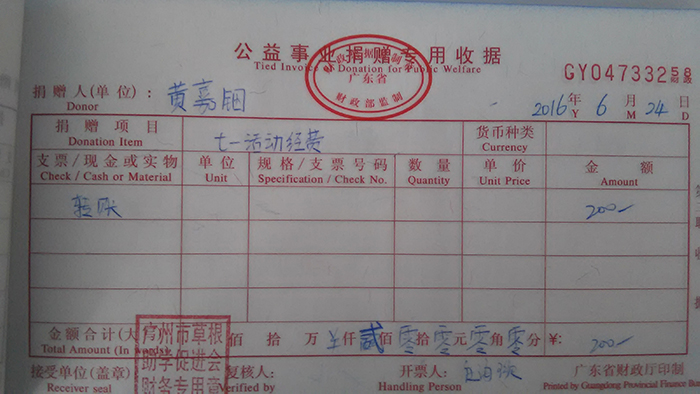 公益事业捐赠专用收据
Tied Invoice of Donation for Public Welfare
财政部监制
广东省
GY04733258
捐赠人(单位): 黄嘉
Donor
2016年 6月 24日
Y M D
捐赠项目 七一活动经费 货币种类
Donation Item Currency
支票/现金或实物 单位 规格/支票号码 数量 单价 金额
Check / Cash or Material Unit Specification / Check No. Quantity Unit Price Amount
转账 200-
金额合计(大 佰 拾 万 仟 贰佰 零拾 零元 零角 零分 ¥: 200-
Total Amount (In
广州市草根
助学促进会
财务专用章
接受单位(盖章) 复核人: 开票人: 广东省财政厅印制
Receiver seal Verified by Handling Person Printed by Guangdong Provincial Finance